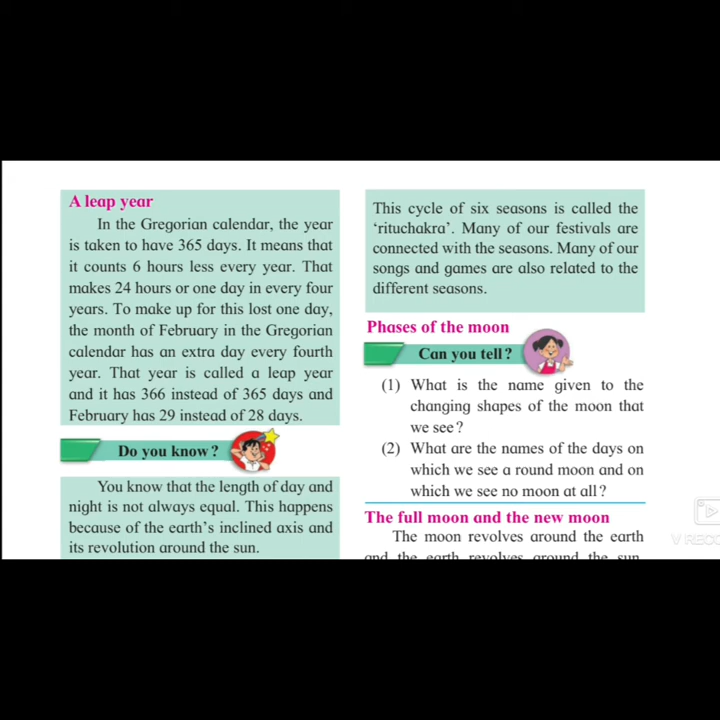 A leap year
In the Gregorian calendar, the year
is taken to have 365 days. It means that
it counts 6 hours less every year. That
makes 24 hours or one day in every four
years. To make up for this lost one day,
the month of February in the Gregorian
calendar has an extra day every fourth
year. That year is called a leap year
and it has 366 instead of 365 days and
February has 29 instead of 28 days.
Do you know ?
You know that the length of day and
night is not always equal. This happens
because of the earth's inclined axis and
its revolution around the sun.
This cycle of six seasons is called the
‘rituchakra’. Many of our festivals are
connected with the seasons. Many of our
songs and games are also related to the
different seasons.
Phases of the moon
Can you tell ?
(1) What is the name given to the
changing shapes of the moon that
we see ?
(2) What are the names of the days on
which we see a round moon and on
which we see no moon at all ?
The full moon and the new moon
The moon revolves around the earth
and the earth revolves around the sun.
V RECO